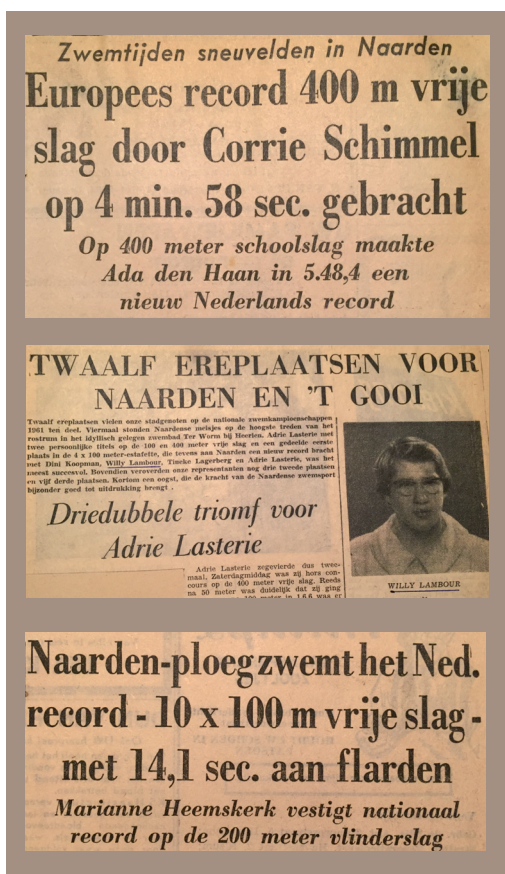 Zwemtijden sneuvelden in Naarden
Europees record 400 m vrije
slag door Corrie Schimmel
op 4 min. 58 sec. gebracht
Op 400 meter schoolslag maakte
Ada den Haan in 5.48,4 een
nieuw Nederlands record
TWAALF EREPLAATSEN VOOR
NAARDEN EN 'T GOOI
Twaalf ereplaatsen vielen onze stadgenoten op de nationale zwemkampioenschappen
1961 ten deel. Viermaal stonden Naardense meisjes op de hoogste treden van het
rostrum in het idyllisch gelegen zwembad Ter Worm bij Heerlen. Adrie Lasterie met
twee persoonlijke titels op de 100 en 400 meter vrije slag en een gedeelde eerste
plaats in de 4 x 100 meter-estafette, die tevens aan Naarden een nieuw record bracht
met Dini Koopman, Willy Lambour, Tineke Lagerberg en Adrie Lasterie, was het
meest succesvol. Bovendien veroverden onze representanten nog drie tweede plaatsen
en vijf derde plaatsen. Kortom een oogst, die de kracht van de Naardense zwemsport
bijzonder goed tot uitdrukking brengt .
Driedubbele triomf voor
Adrie Lasterie
Adrie Lasterie zegevierde dus twee-
maal. Zaterdagmiddag was zij hors con-
cours op de 400 meter vrije slag. Reeds
na 50 meter was duidelijk dat zij ging
100 meter in 1.6.6 was er
WILLY LAMBOUR
Naarden-ploeg zwemt het Ned.
record - 10 x 100 m vrije slag -
met 14,1 sec. aan flarden
Marianne Heemskerk vestigt nationaal
record op de 200 meter vlinderslag